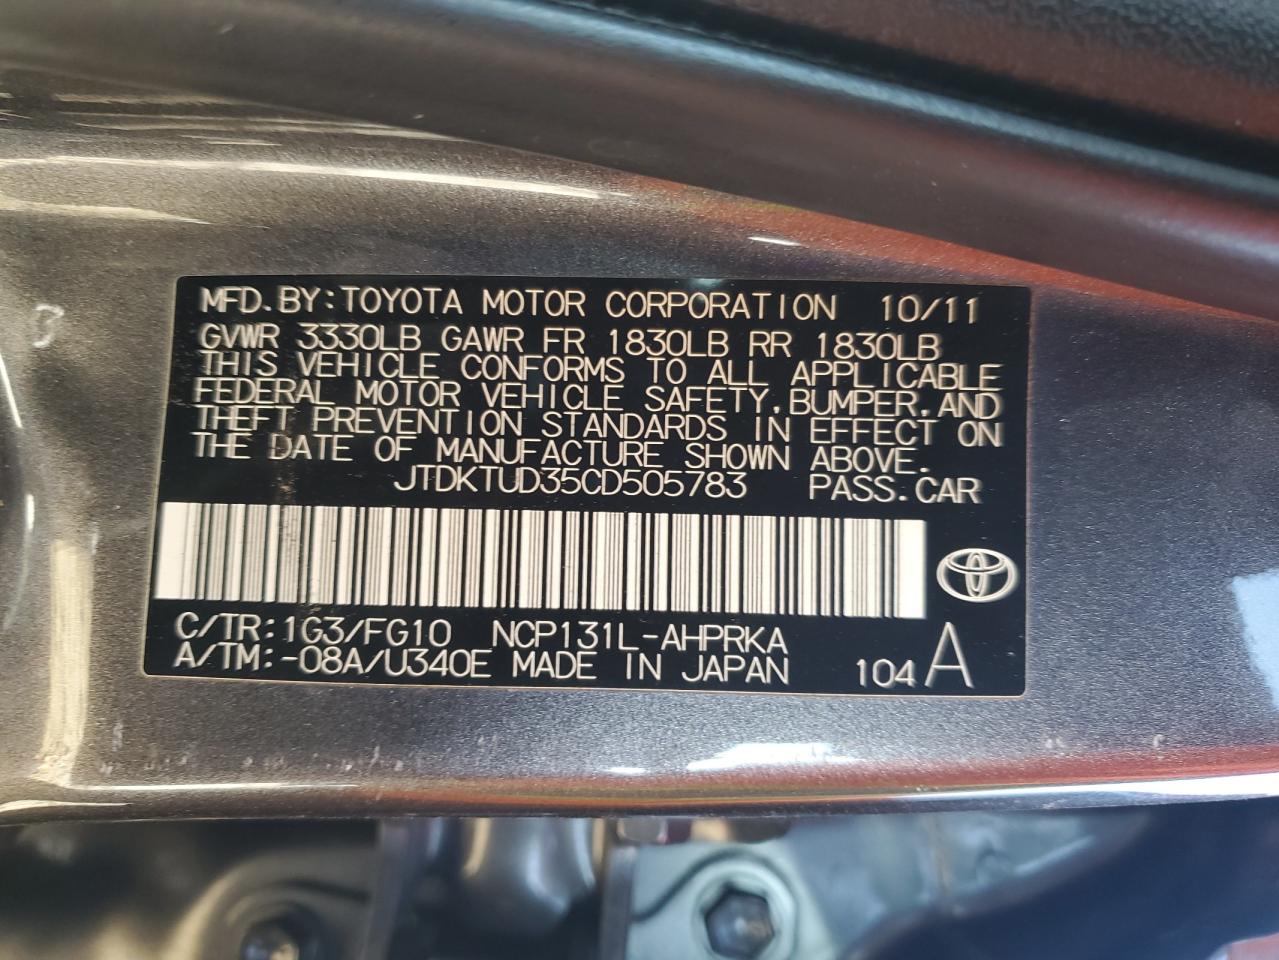 MFD.BY:TOYOTA MOTOR CORPORATION 10/11
GVWR 3330LB GAWR FR 1830LB RR 1830LB
THIS VEHICLE CONFORMS TO ALL APPLICABLE
FEDERAL MOTOR VEHICLE SAFETY,BUMPER,AND
THEFT PREVENTION STANDARDS IN EFFECT ON
THE DATE OF MANUFACTURE SHOWN ABOVE.
JTDKTUD35CD505783 PASS.CAR
C/TR:1G3/FG10 NCP131L-AHPRKA
A/TM:-08A/U340E MADE IN JAPAN 104 A